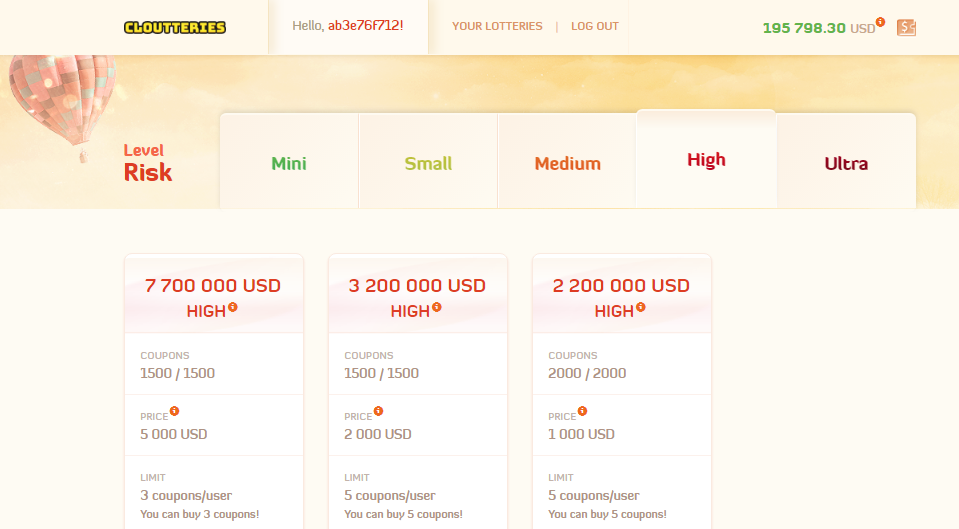 CLOUTTERIES
Hello, ab3e76f712!
YOUR LOTTERIES | LOG OUT
195 798.30 USD
Level
Risk
Mini
Small
Medium
High
Ultra
7 700 000 USD
HIGH
COUPONS
1500 / 1500
PRICE
5 000 USD
LIMIT
3 coupons/user
You can buy 3 coupons!
3 200 000 USD
HIGH
COUPONS
1500 / 1500
PRICE
2 000 USD
LIMIT
5 coupons/user
You can buy 5 coupons!
2 200 000 USD
HIGH
COUPONS
2000 / 2000
PRICE
1 000 USD
LIMIT
5 coupons/user
You can buy 5 coupons!